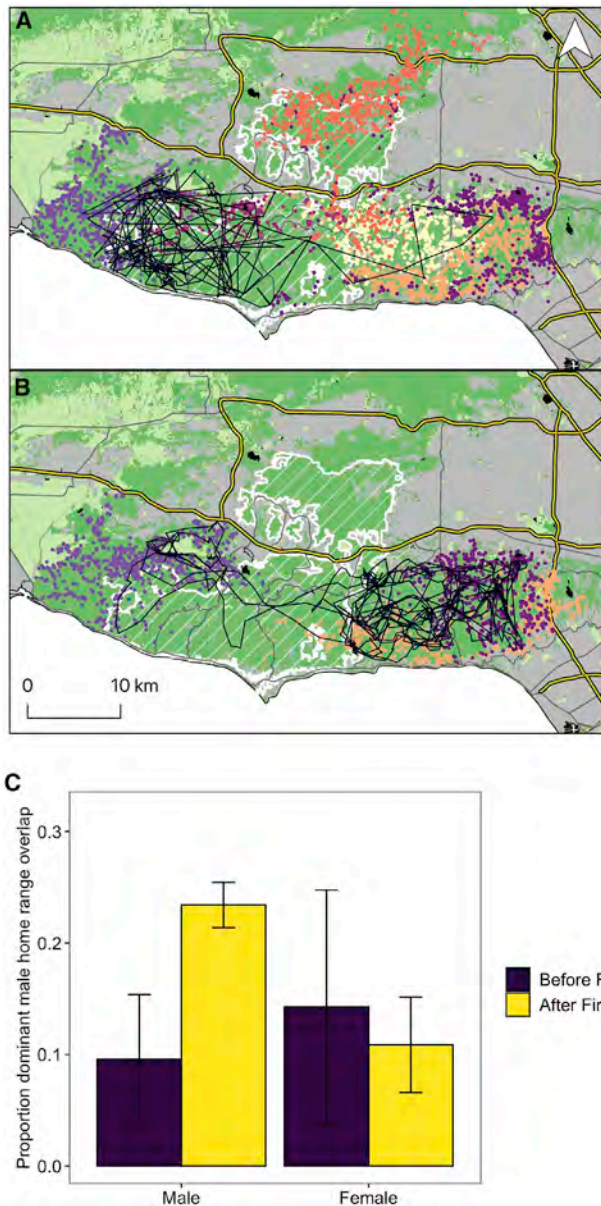 A
B
0 10 km
C
Proportion dominant male home range overlap
0.3
0.2
0.1
0.0
Male Female
Before F
After Fir